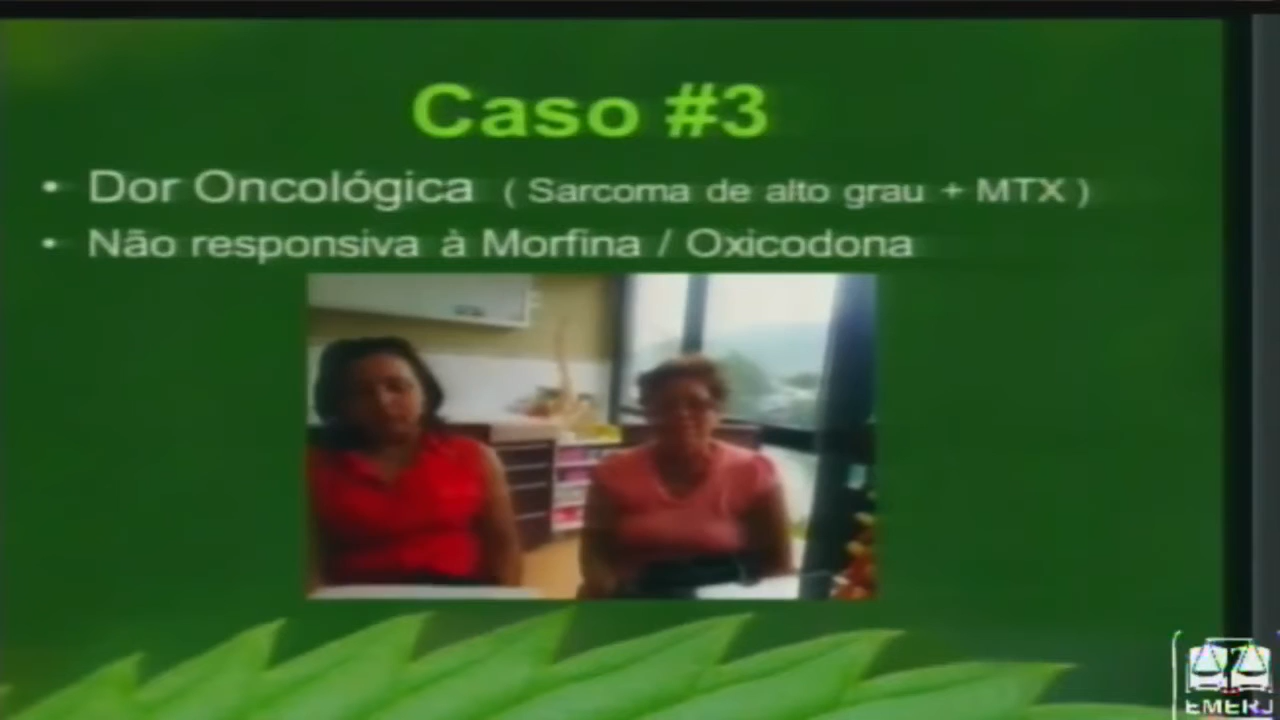 Caso #3
• Dor Oncológica ( Sarcoma de alto grau + MTX )
• Não responsiva à Morfina / Oxicodona
EMERJ